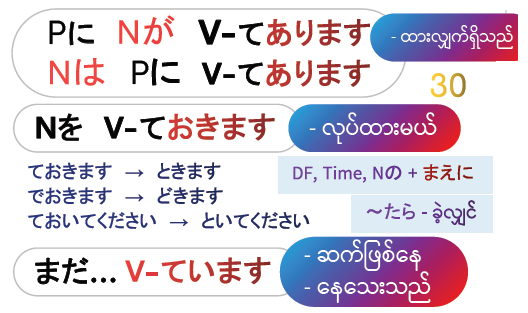 Pに Nが V-てあります
- ထားလျှက်ရှိသည်
Nは Pに V-てあります
30
Nを V-ておきます
- လုပ်ထားမယ်
ておきます → ときます
でおきます → どきます
ておいてください → といてください
DF, Time, Nの + まえに
～たら - ခဲ့လျှင်
まだ... V-ています
- ဆက်ဖြစ်နေ
- နေသေးသည်